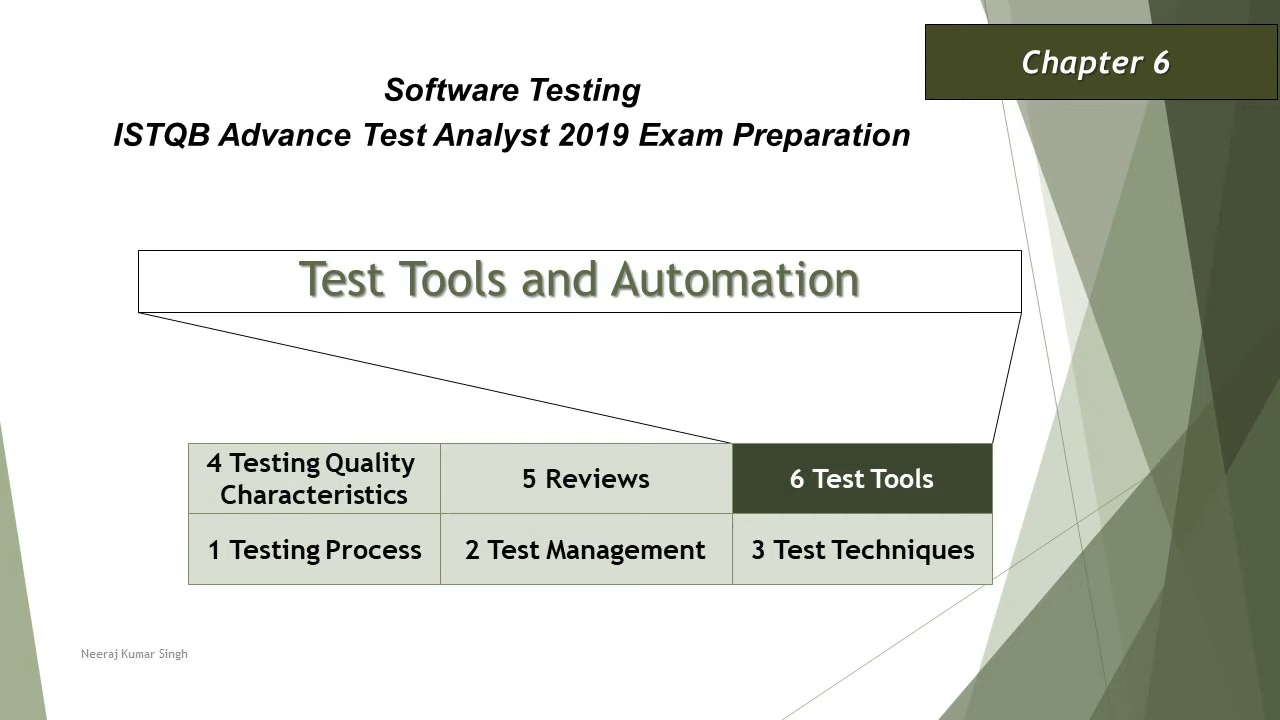 Chapter 6
Software Testing
ISTQB Advance Test Analyst 2019 Exam Preparation
Test Tools and Automation
4 Testing Quality
Characteristics
5 Reviews
6 Test Tools
1 Testing Process
2 Test Management
3 Test Techniques
Neeraj Kumar Singh